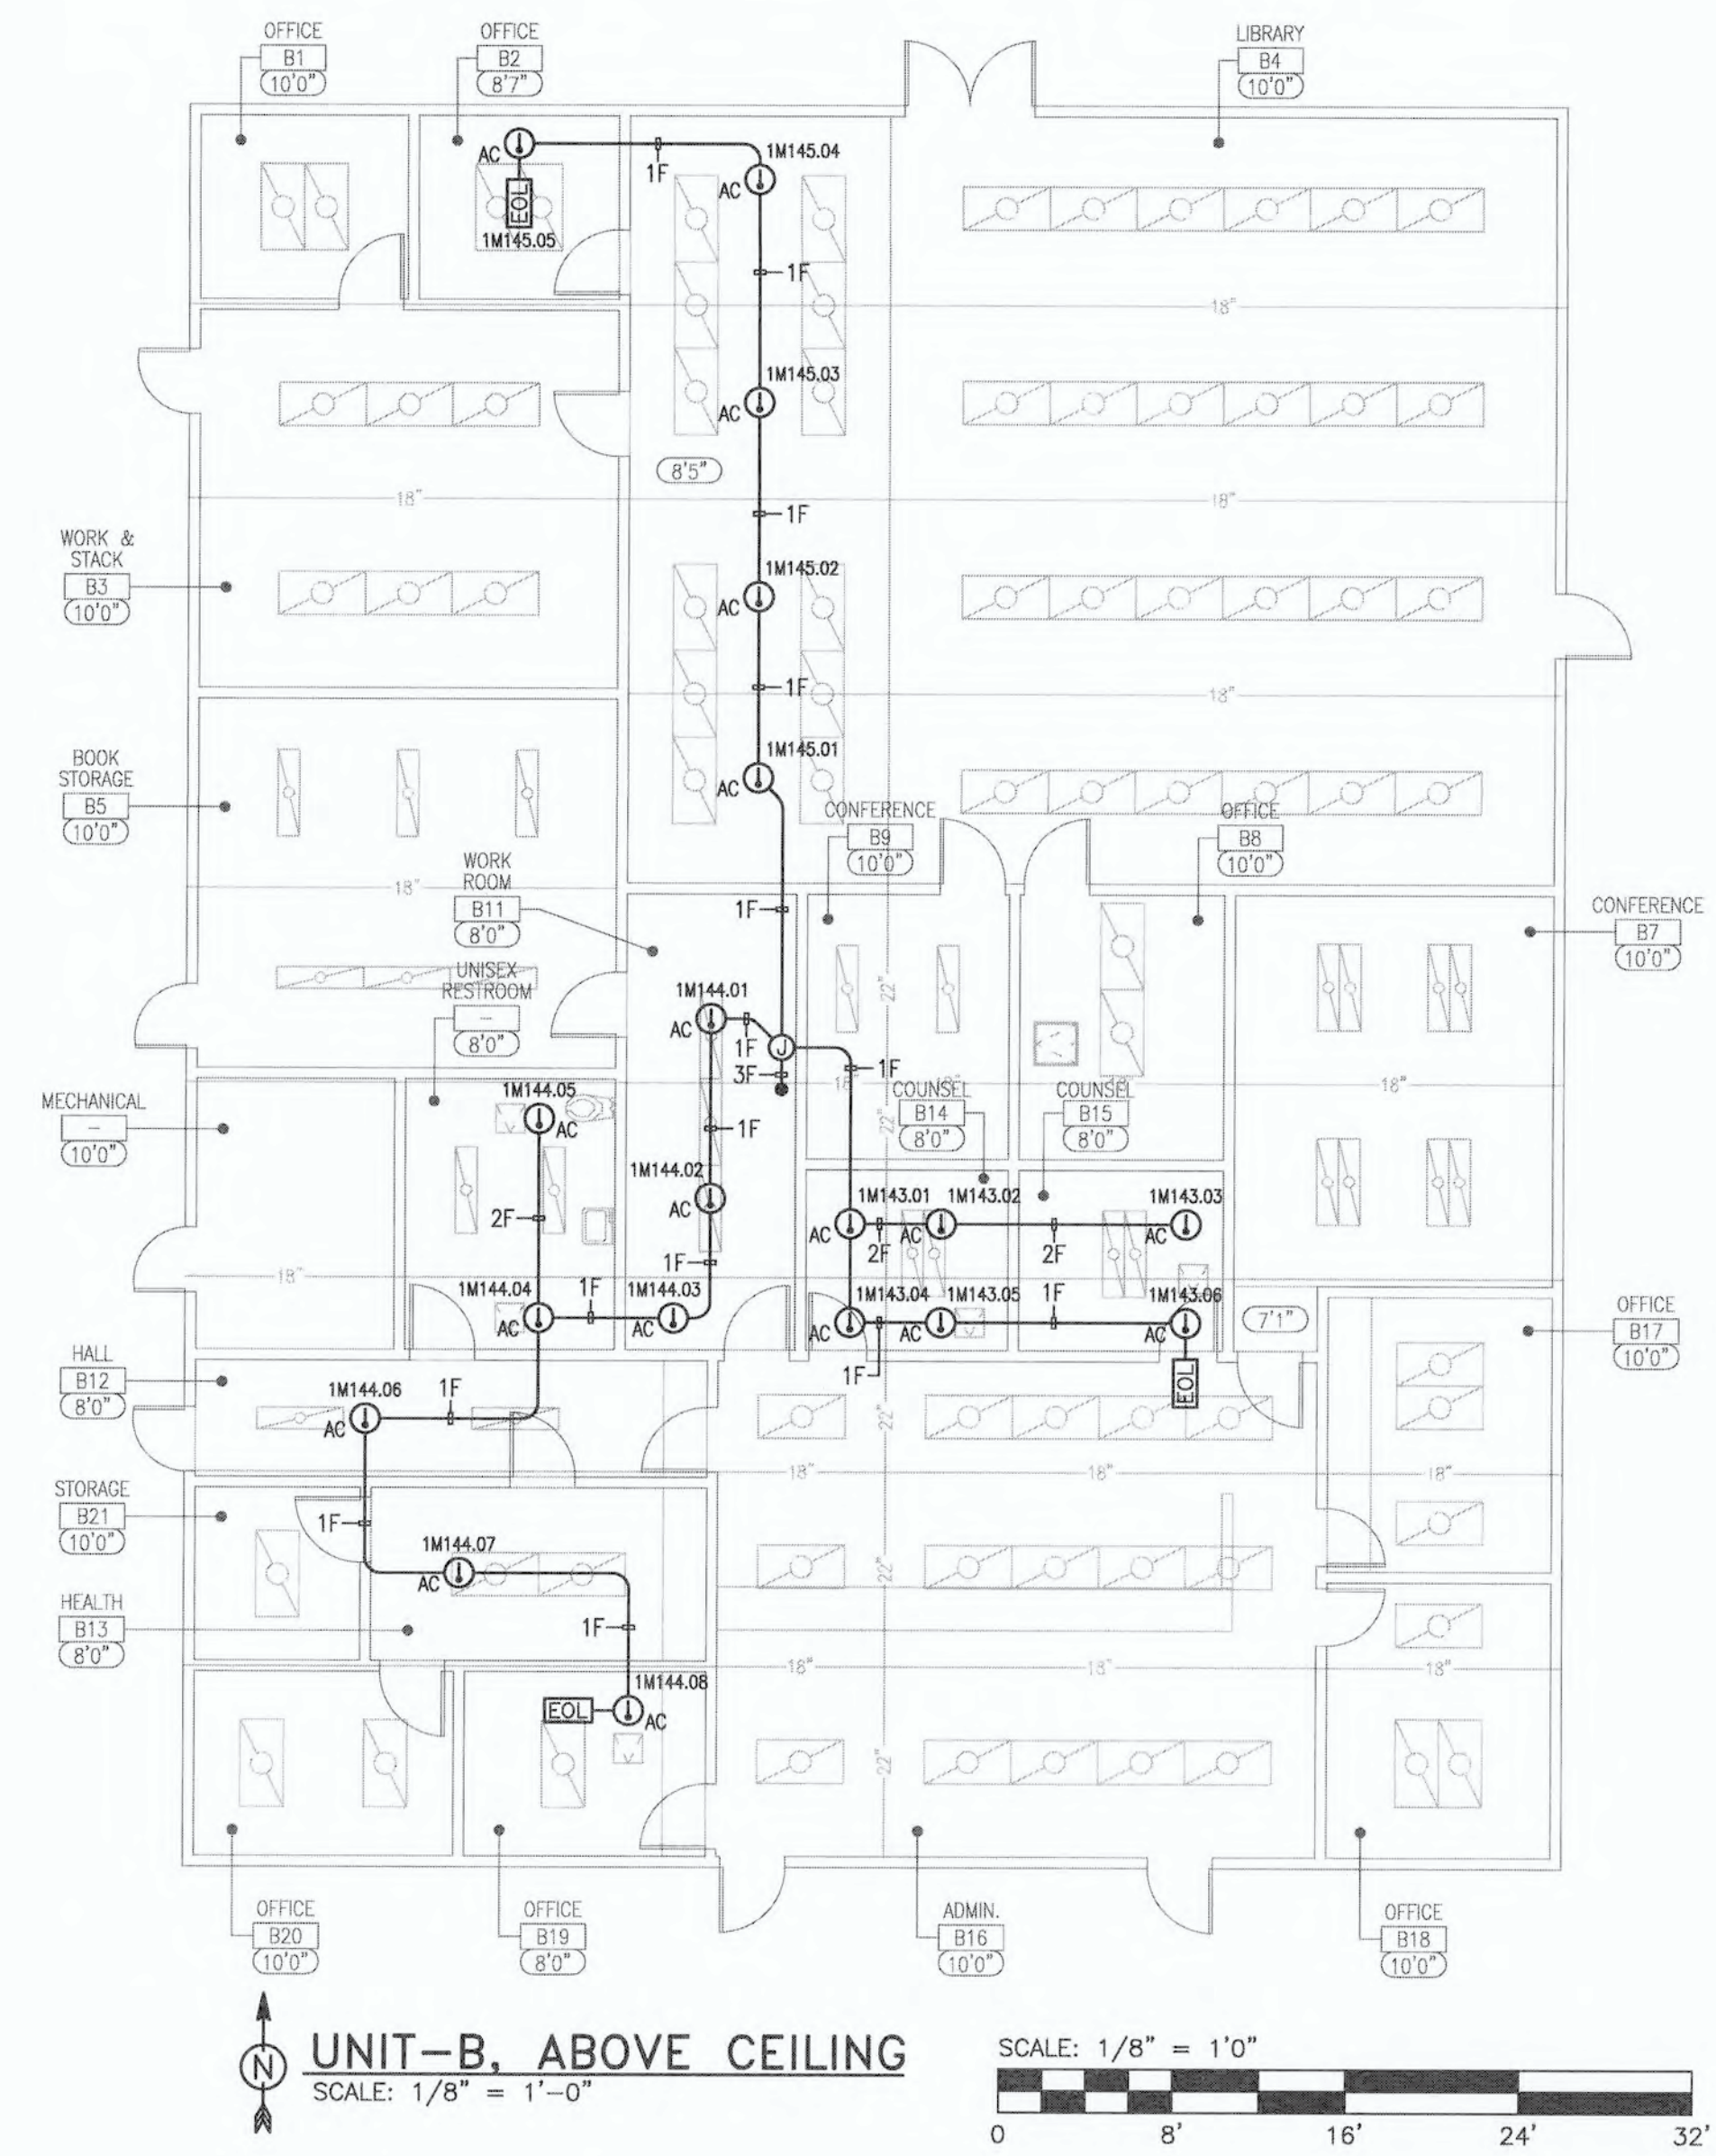 OFFICE
B1
10'0"
OFFICE
B2
8'7"
LIBRARY
B4
10'0"
AC
1F
1M145.04
AC
EOL
1M145.05
1F
18"
1M145.03
AC
8'5"
18"
18"
1F
WORK &
STACK
B3
10'0"
1M145.02
AC
1F
18"
1M145.01
AC
BOOK
STORAGE
B5
10'0"
CONFERENCE
B9
10'0"
OFFICE
B8
10'0"
WORK
ROOM
B11
8'0"
18"
1F
CONFERENCE
B7
10'0"
UNISEX
RESTROOM
—
8'0"
1M144.01
AC
1F
J
3F
1F
22"
18"
18"
18"
MECHANICAL
—
10'0"
1M144.05
AC
1F
COUNSEL
B14
8'0"
COUNSEL
B15
8'0"
22"
1M144.02
AC
2F
1M143.01
1M143.02
1M143.03
AC
AC
AC
2F
2F
18"
1F
1M144.04
1F
1M144.03
AC
AC
1M143.04
1M143.05
1F
1M143.06
AC
AC
AC
1F
EOL
7'1"
OFFICE
B17
10'0"
HALL
B12
8'0"
1M144.06
1F
AC
22"
18"
18"
18"
STORAGE
B21
10'0"
1F
1M144.07
AC
22"
HEALTH
B13
8'0"
1F
18"
18"
18"
1M144.08
EOL
AC
22"
OFFICE
B20
10'0"
OFFICE
B19
8'0"
ADMIN.
B16
10'0"
OFFICE
B18
10'0"
N
UNIT-B, ABOVE CEILING
SCALE: 1/8" = 1'-0"
SCALE: 1/8" = 1'0"
0 8' 16' 24' 32'